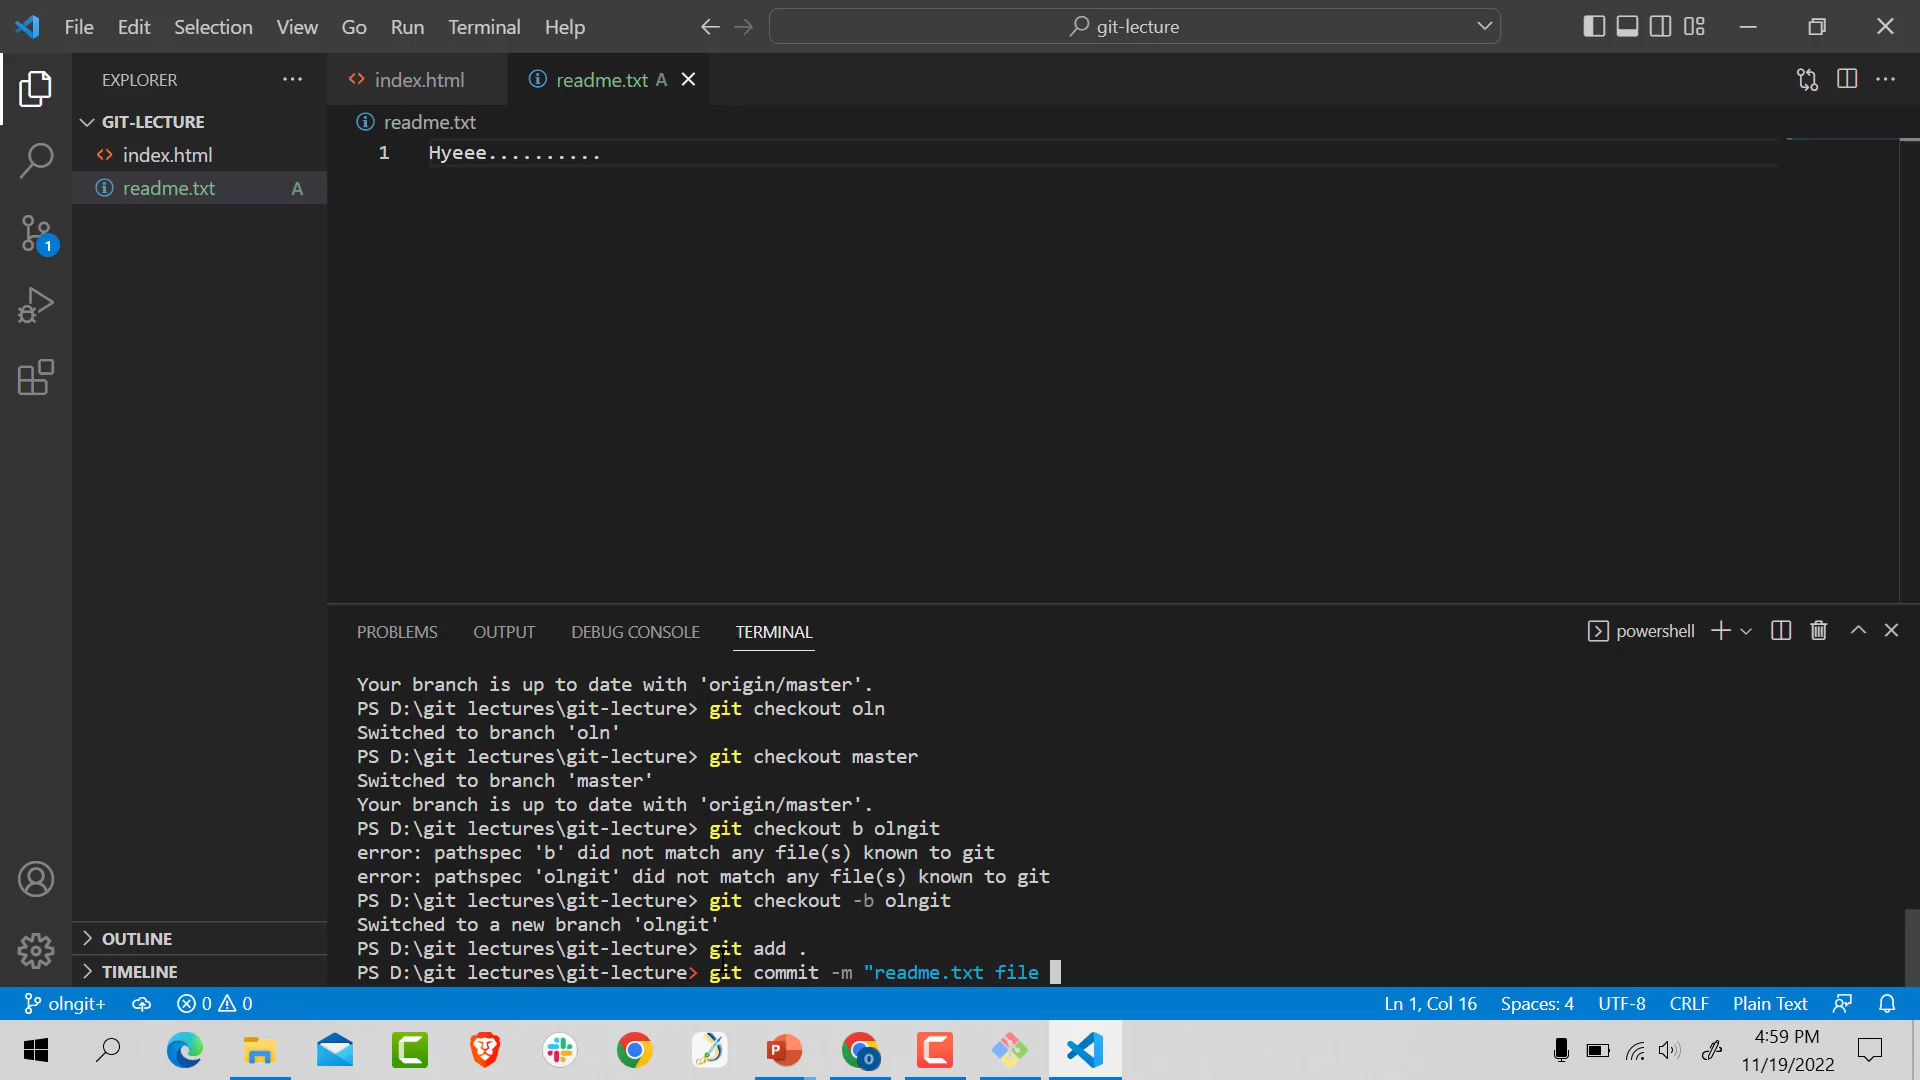 File Edit Selection View Go Run Terminal Help git-lecture
EXPLORER
GIT-LECTURE
index.html
readme.txt A
OUTLINE
TIMELINE
index.html readme.txt A
readme.txt
1 Hyeee..........
PROBLEMS OUTPUT DEBUG CONSOLE TERMINAL powershell
Your branch is up to date with 'origin/master'.
PS D:\git lectures\git-lecture> git checkout oln
Switched to branch 'oln'
PS D:\git lectures\git-lecture> git checkout master
Switched to branch 'master'
Your branch is up to date with 'origin/master'.
PS D:\git lectures\git-lecture> git checkout b olngit
error: pathspec 'b' did not match any file(s) known to git
error: pathspec 'olngit' did not match any file(s) known to git
PS D:\git lectures\git-lecture> git checkout -b olngit
Switched to a new branch 'olngit'
PS D:\git lectures\git-lecture> git add .
PS D:\git lectures\git-lecture> git commit -m "readme.txt file
1
olngit+ 0 0 Ln 1, Col 16 Spaces: 4 UTF-8 CRLF Plain Text
4:59 PM
11/19/2022